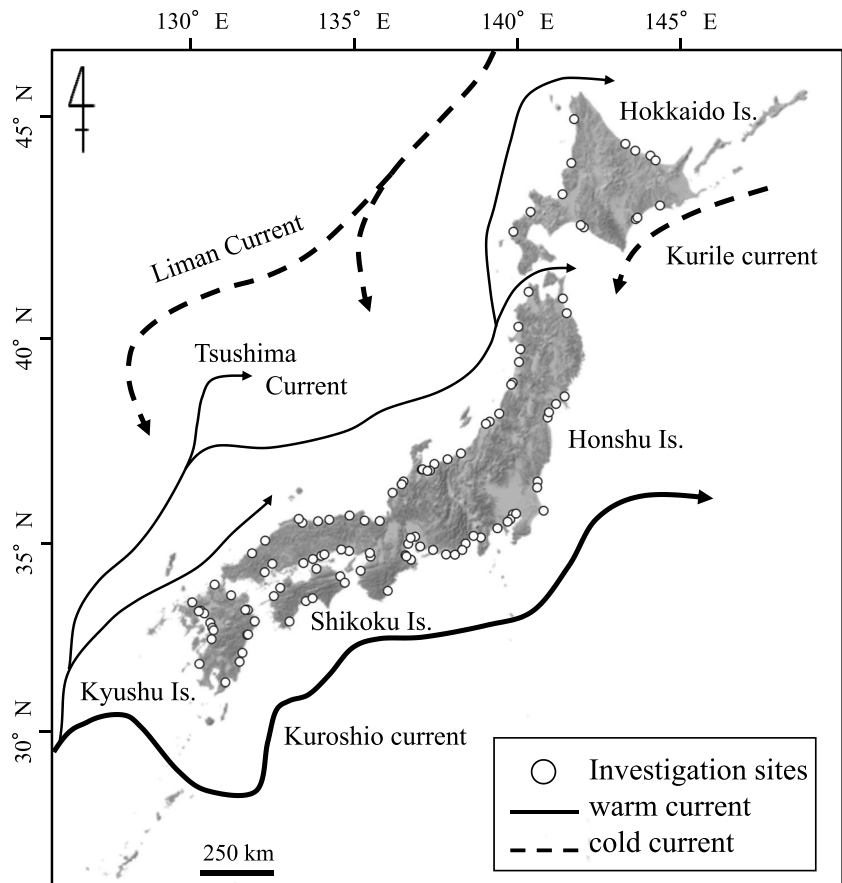 130° E
135° E
140° E
145° E
45° N
40° N
35° N
30° N
Hokkaido Is.
Liman Current
Kurile current
Tsushima
Current
Honshu Is.
Shikoku Is.
Kyushu Is.
Kuroshio current
Investigation sites
warm current
cold current
250 km